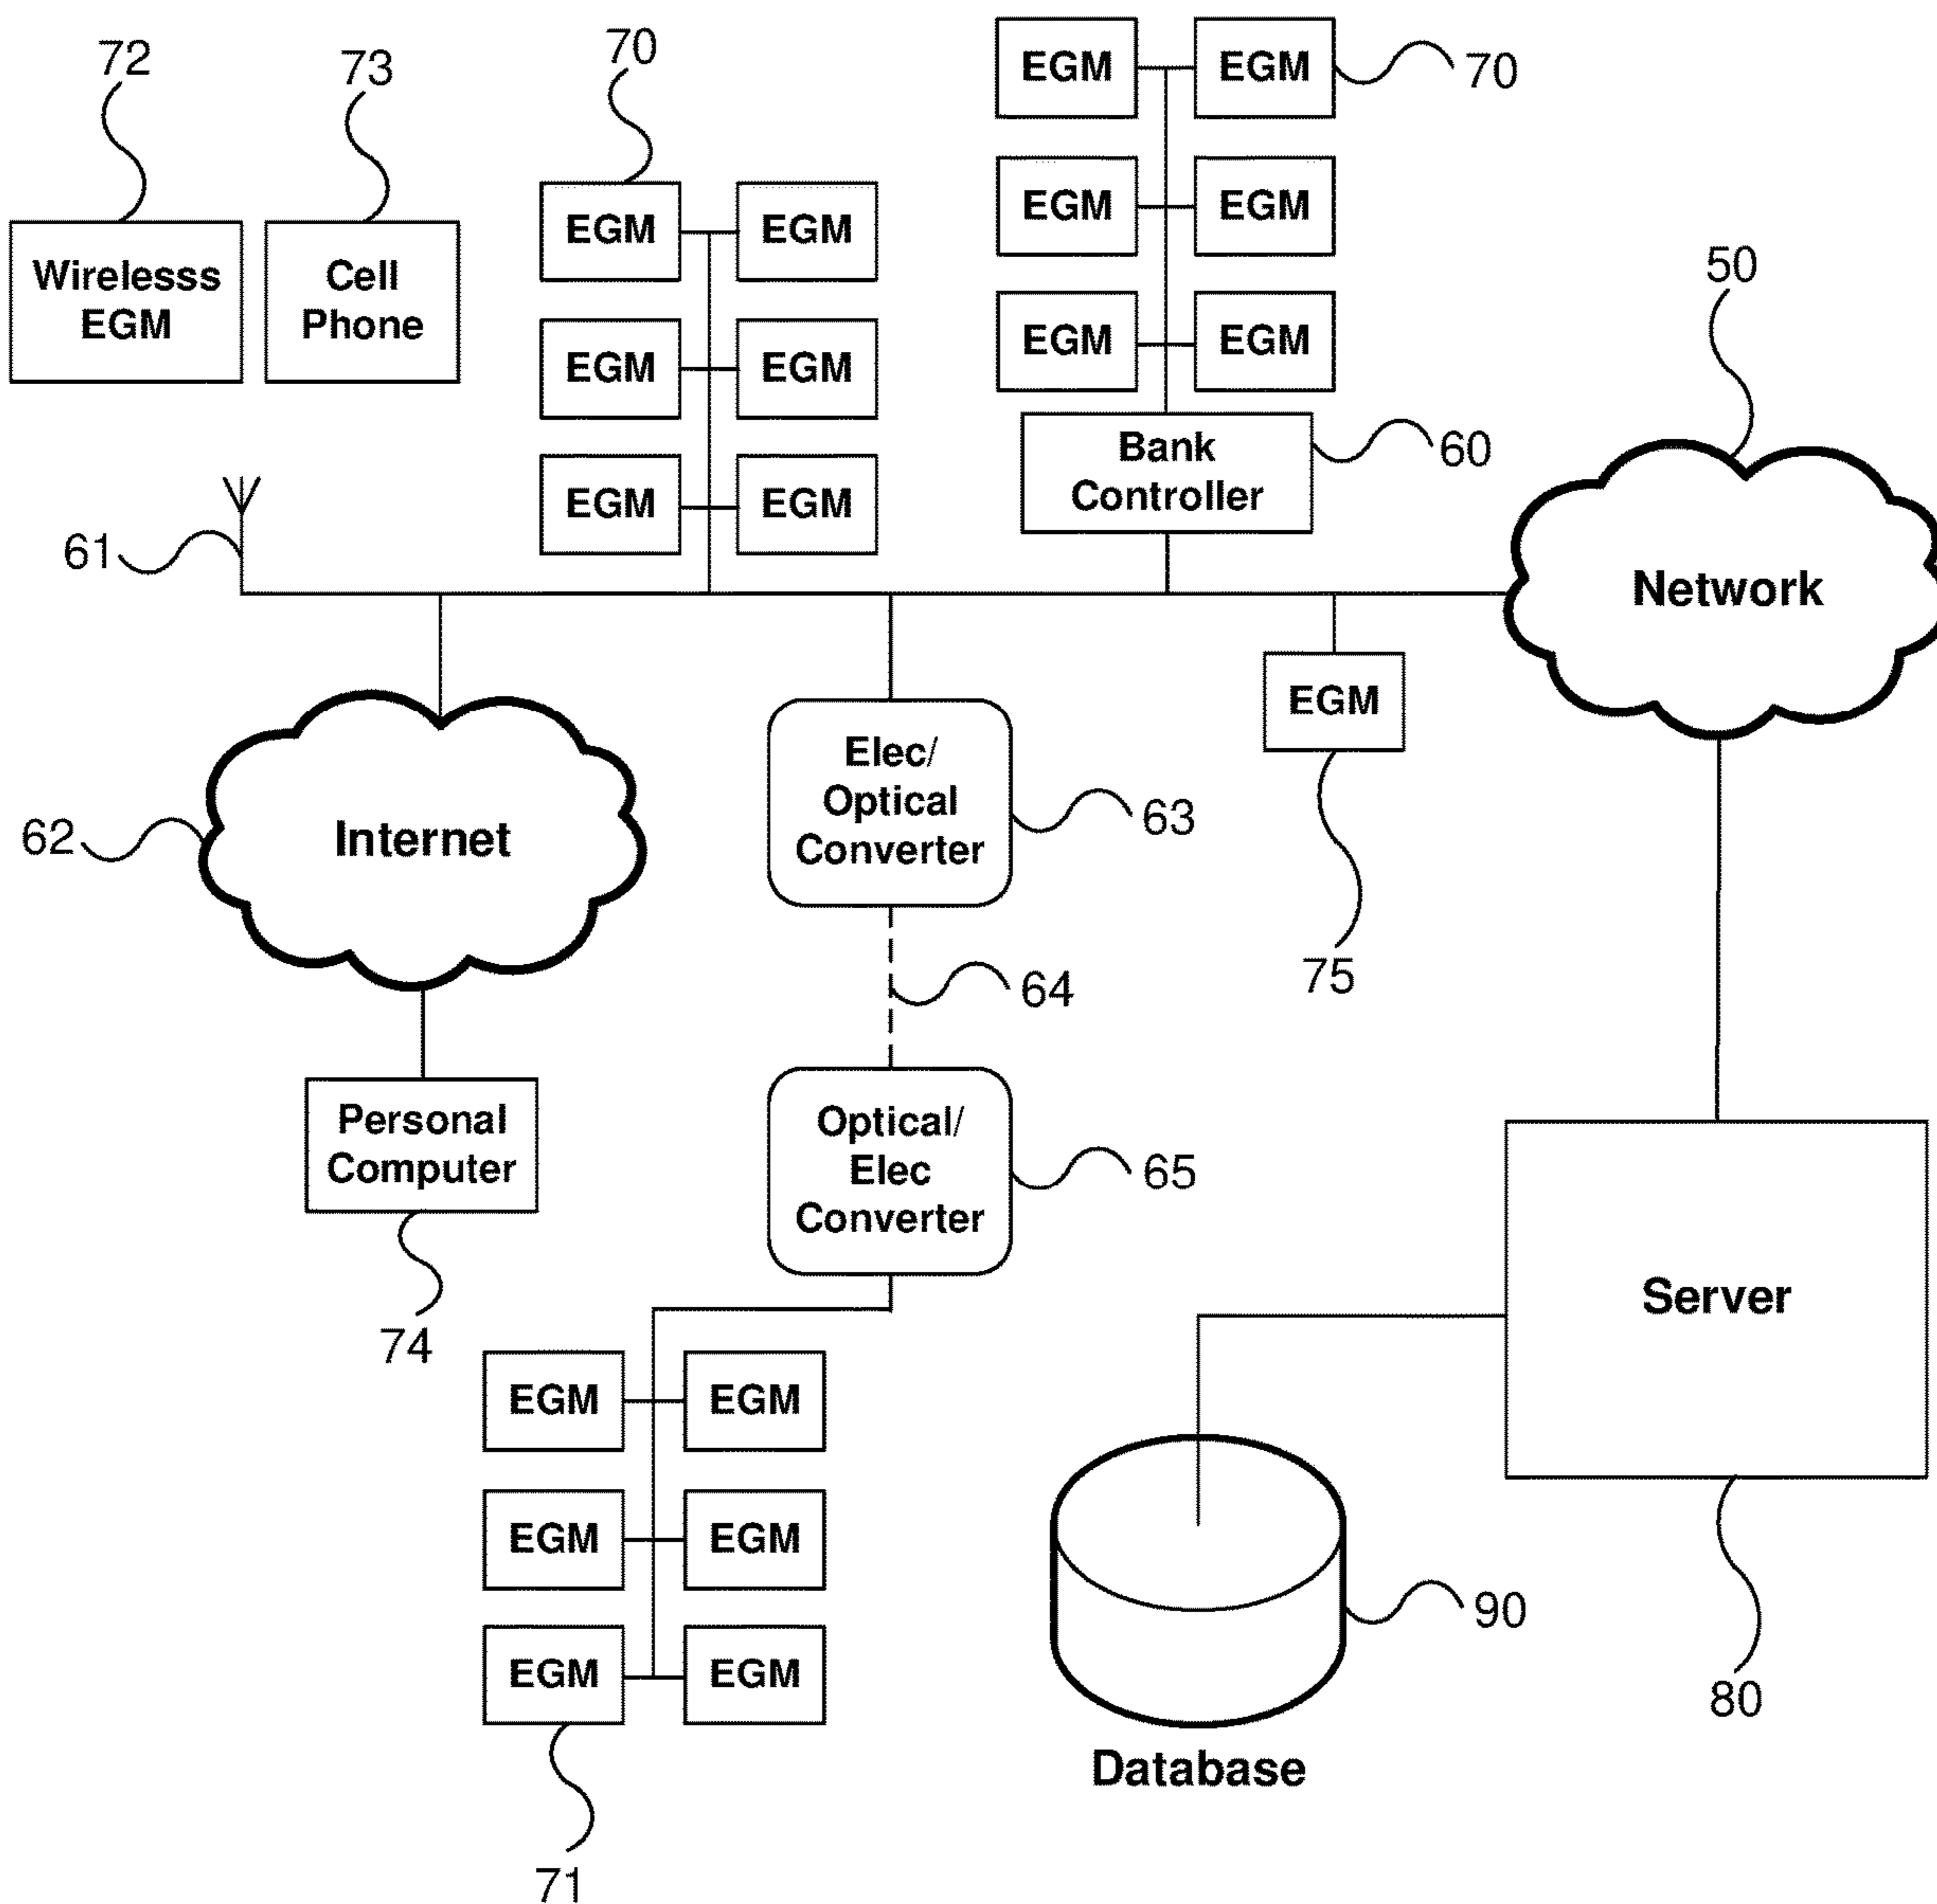 72
73
70
EGM
EGM
70
Wirelesss
EGM
Cell
Phone
EGM
EGM
EGM
EGM
50
EGM
EGM
EGM
EGM
Bank
Controller
60
EGM
EGM
61
Network
EGM
Elec/
Optical
Converter
63
62
Internet
75
64
Personal
Computer
Optical/
Elec
Converter
65
74
Server
EGM
EGM
EGM
EGM
90
EGM
EGM
80
Database
71